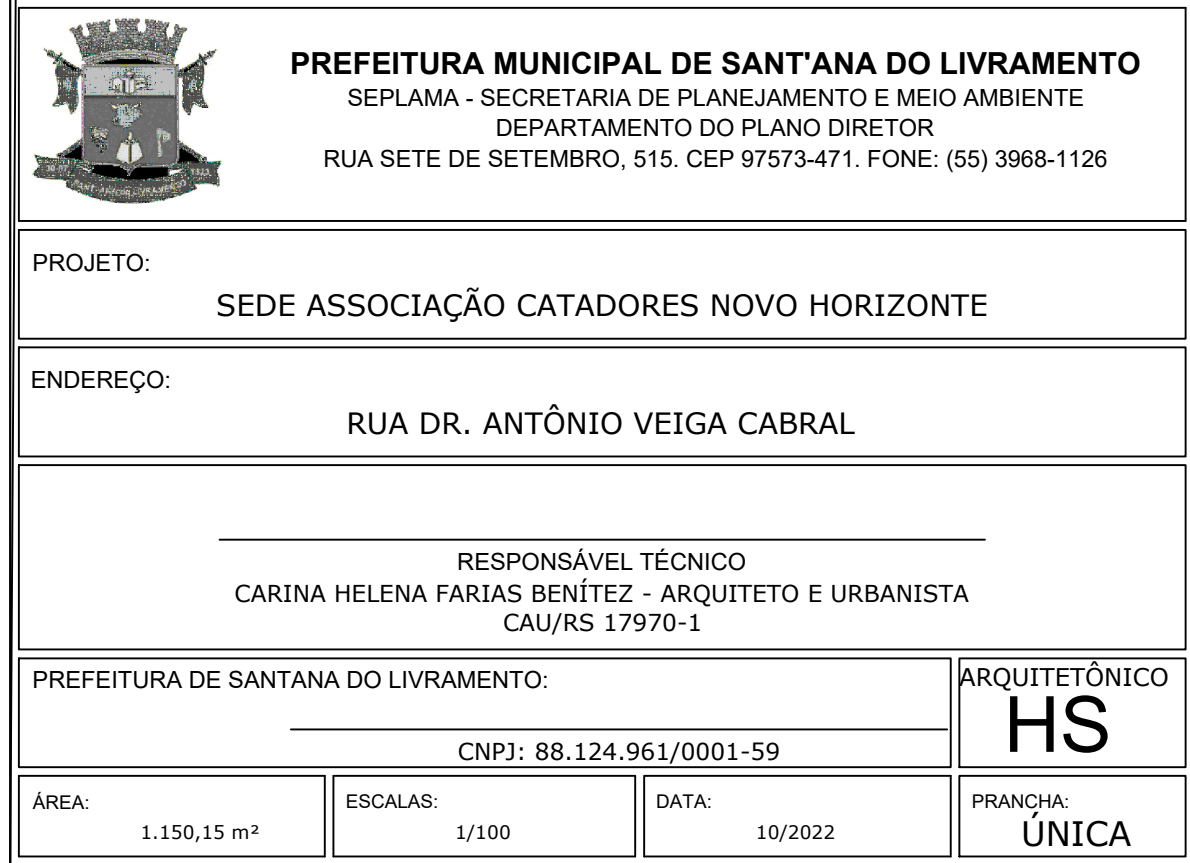 PREFEITURA MUNICIPAL DE SANT'ANA DO LIVRAMENTO
SEPLAMA - SECRETARIA DE PLANEJAMENTO E MEIO AMBIENTE
DEPARTAMENTO DO PLANO DIRETOR
RUA SETE DE SETEMBRO, 515. CEP 97573-471. FONE: (55) 3968-1126
PROJETO:
SEDE ASSOCIAÇÃO CATADORES NOVO HORIZONTE
ENDEREÇO:
RUA DR. ANTÔNIO VEIGA CABRAL
RESPONSÁVEL TÉCNICO
CARINA HELENA FARIAS BENÍTEZ - ARQUITETO E URBANISTA
CAU/RS 17970-1
PREFEITURA DE SANTANA DO LIVRAMENTO:
CNPJ: 88.124.961/0001-59
ARQUITETÔNICO
HS
ÁREA:
1.150,15 m²
ESCALAS:
1/100
DATA:
10/2022
PRANCHA:
ÚNICA